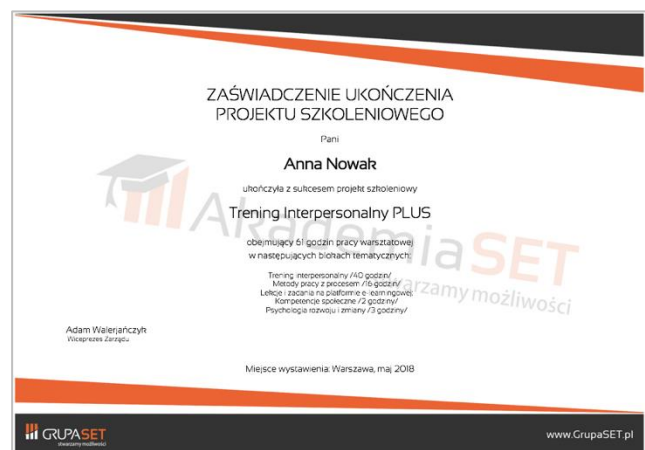 ZAŚWIADCZENIE UKOŃCZENIA
PROJEKTU SZKOLENIOWEGO
Pani
Anna Nowak
ukończyła z sukcesem projekt szkoleniowy
Trening Interpersonalny PLUS
obejmujący 61 godzin pracy warsztatowej
w następujących blokach tematycznych:
Trening interpersonalny /40 godzin/
Metody pracy z procesem /16 godzin/
Lekcje i zadania na platformie e-learningowej:
Kompetencje społeczne /2 godziny/
Psychologia rozwoju i zmiany /3 godziny/
AkademiaSET
stwarzamy możliwości
Adam Walerjańczyk
Wiceprezes Zarządu
Miejsce wystawienia: Warszawa, maj 2018
GRUPASET
stwarzamy możliwości
www.GrupaSET.pl